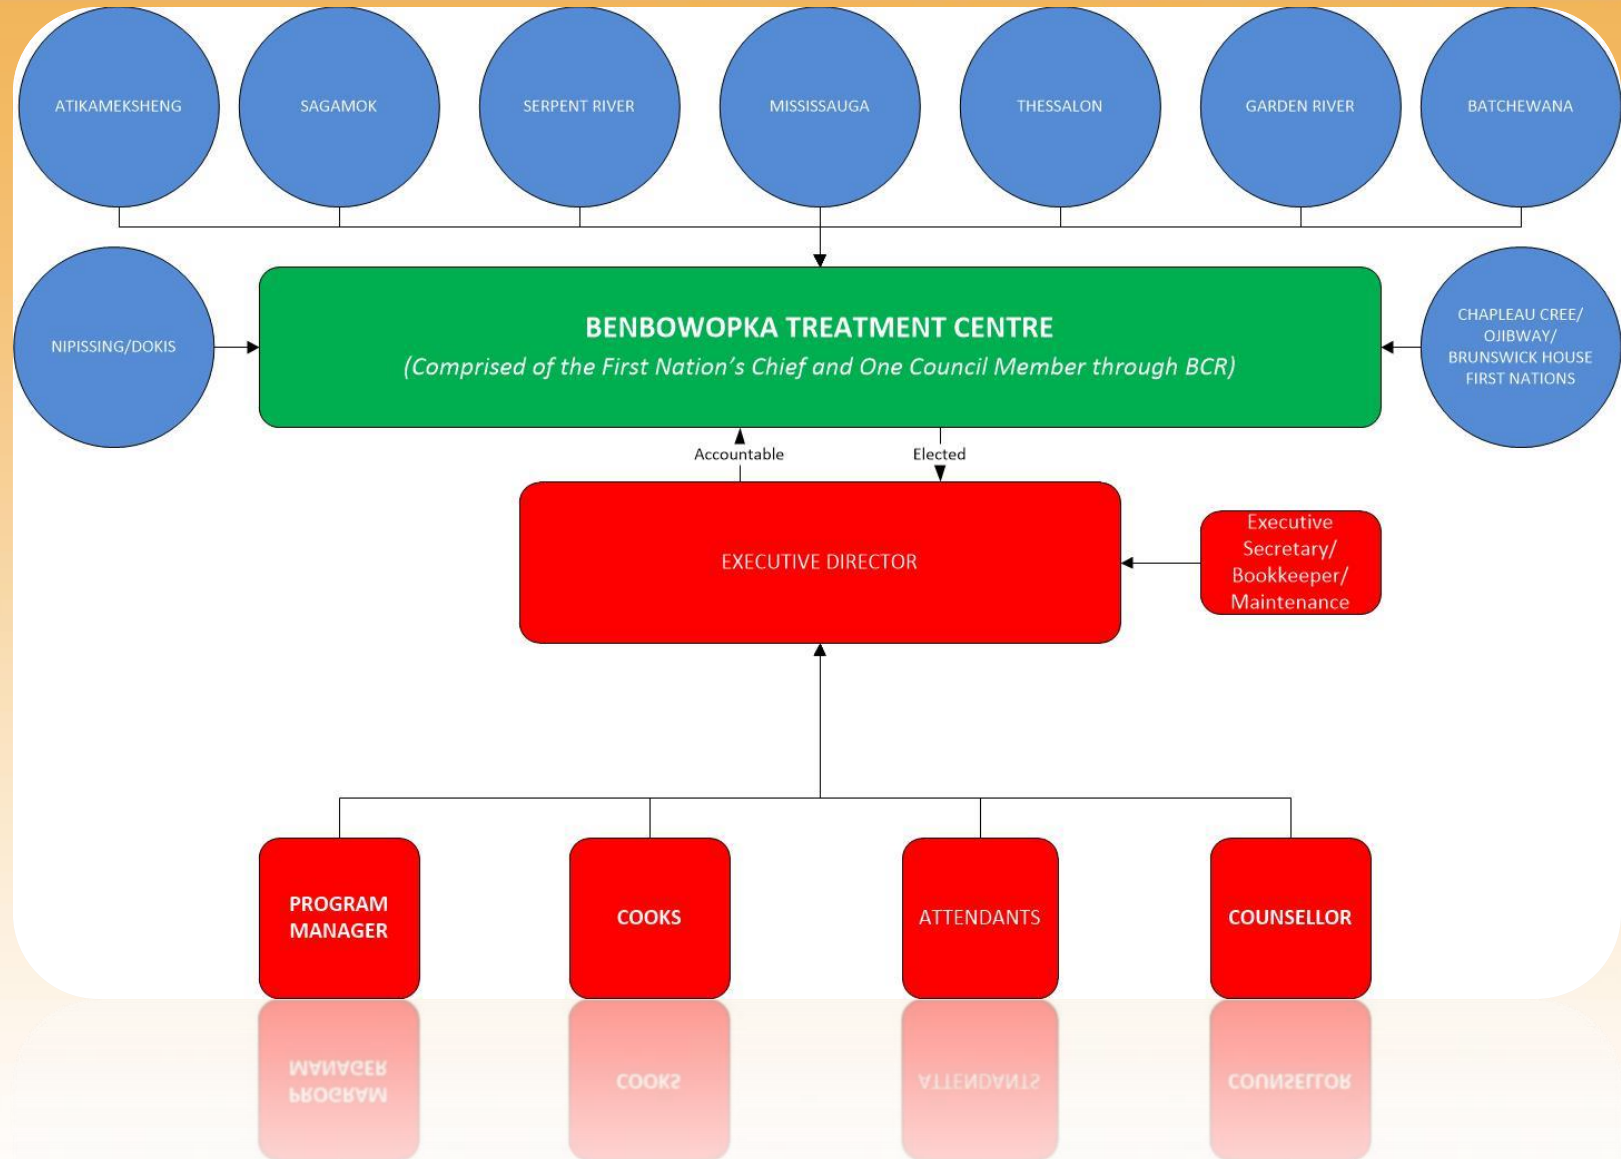 ATIKAMEKSHENG
SAGAMOK
SERPENT RIVER
MISSISSAUGA
THESSALON
GARDEN RIVER
BATCHEWANA
NIPISSING/DOKIS
BENBOWOPKA TREATMENT CENTRE
(Comprised of the First Nation's Chief and One Council Member through BCR)
CHAPLEAU CREE/
OJIBWAY/
BRUNSWICK HOUSE
FIRST NATIONS
Accountable
Elected
EXECUTIVE DIRECTOR
Executive
Secretary/
Bookkeeper/
Maintenance
PROGRAM
MANAGER
COOKS
ATTENDANTS
COUNSELLOR